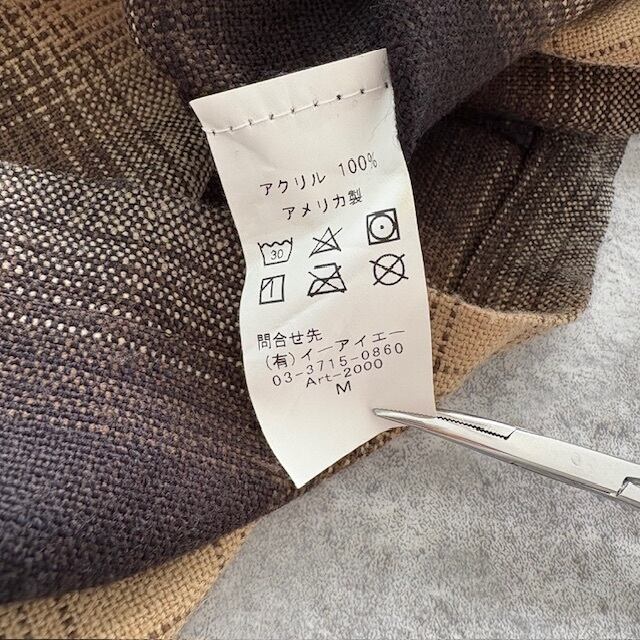 アクリル 100%
アメリカ製
30
問合せ先
(有)イーアイエー
03-3715-0860
Art-2000
M